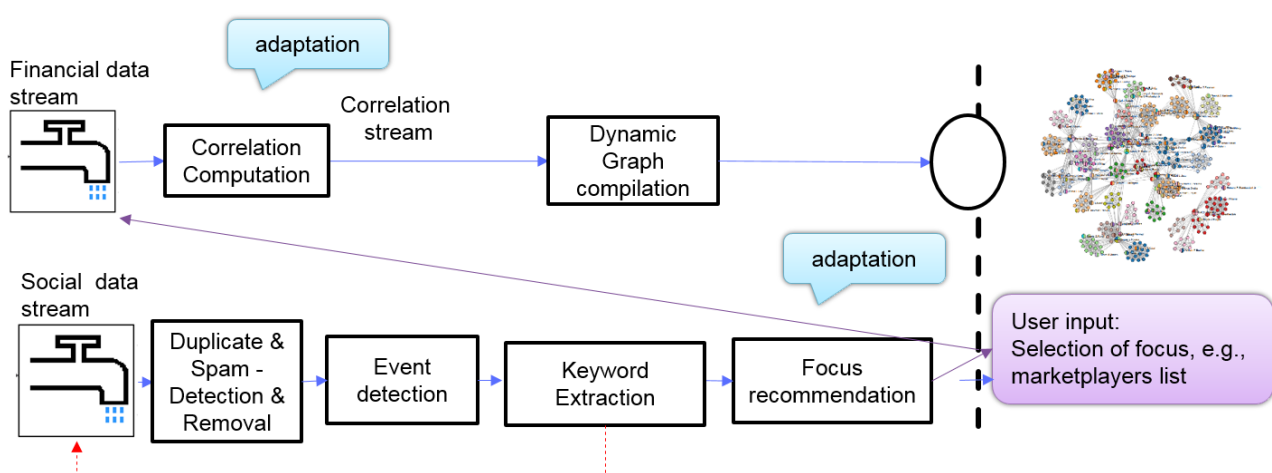 adaptation
Financial data
stream
Correlation
stream
Correlation
Computation
Dynamic
Graph
compilation
adaptation
Social data
stream
User input:
Selection of focus, e.g.,
marketplayers list
Duplicate &
Spam -
Detection &
Removal
Event
detection
Keyword
Extraction
Focus
recommendation